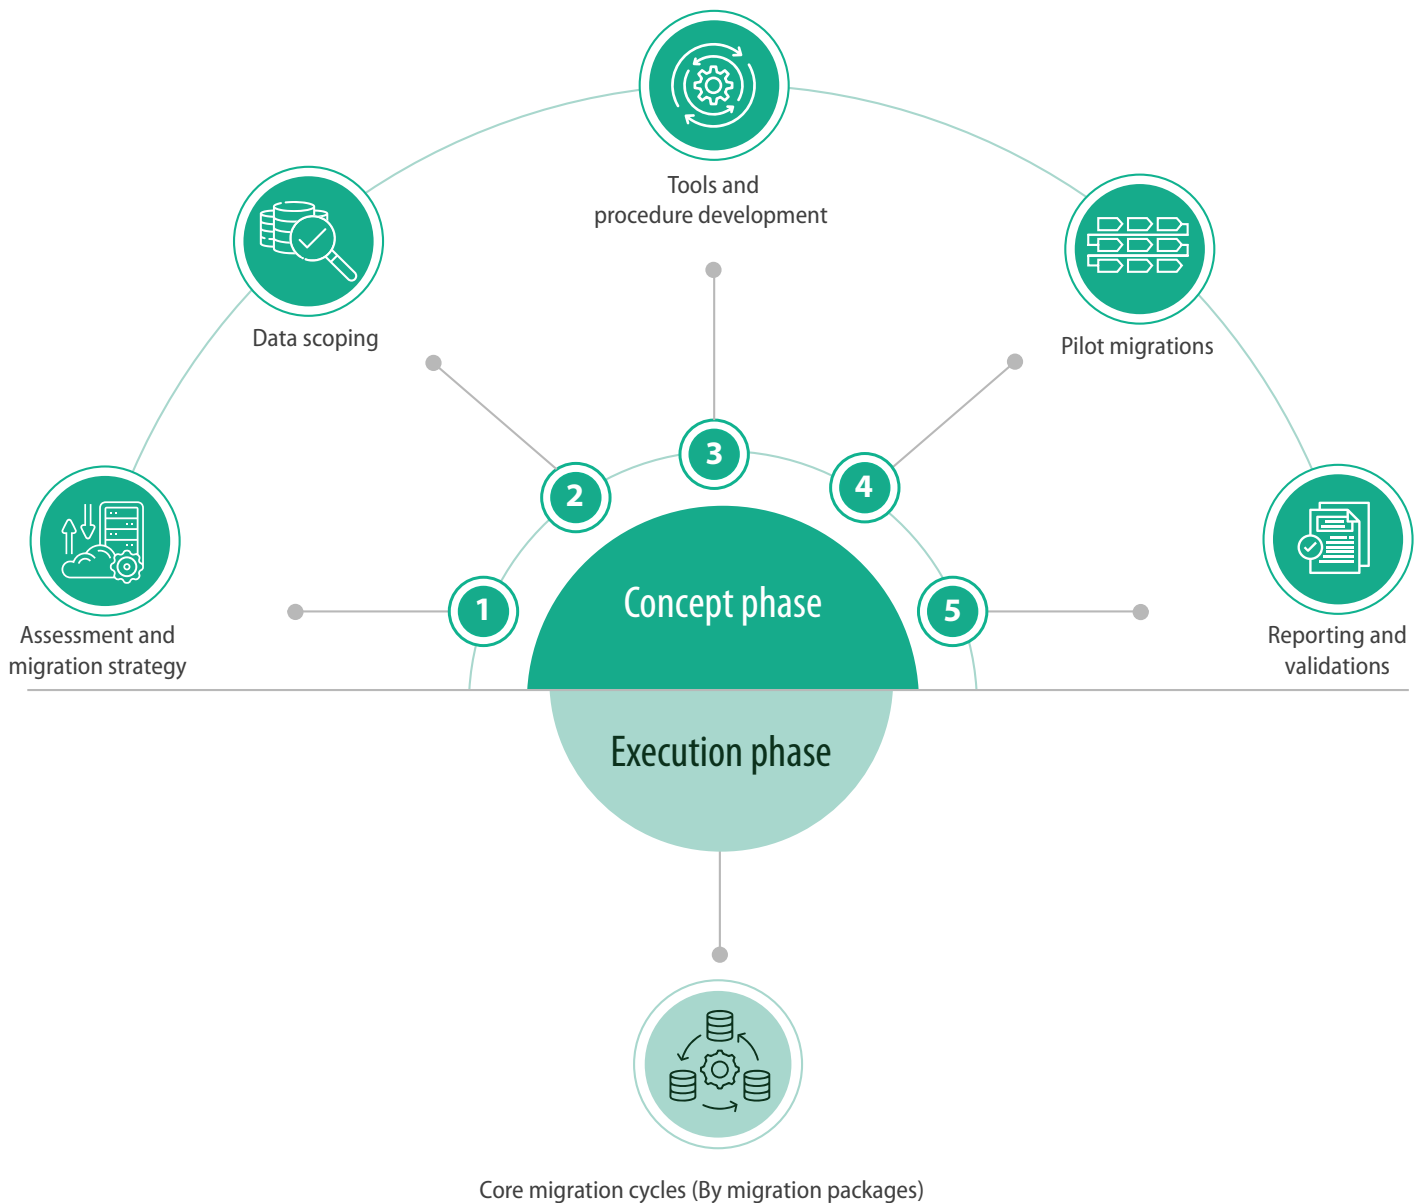 Tools and
procedure development
Data scoping
Pilot migrations
Assessment and
migration strategy
Reporting and
validations
1
2
3
4
5
Concept phase
Execution phase
Core migration cycles (By migration packages)